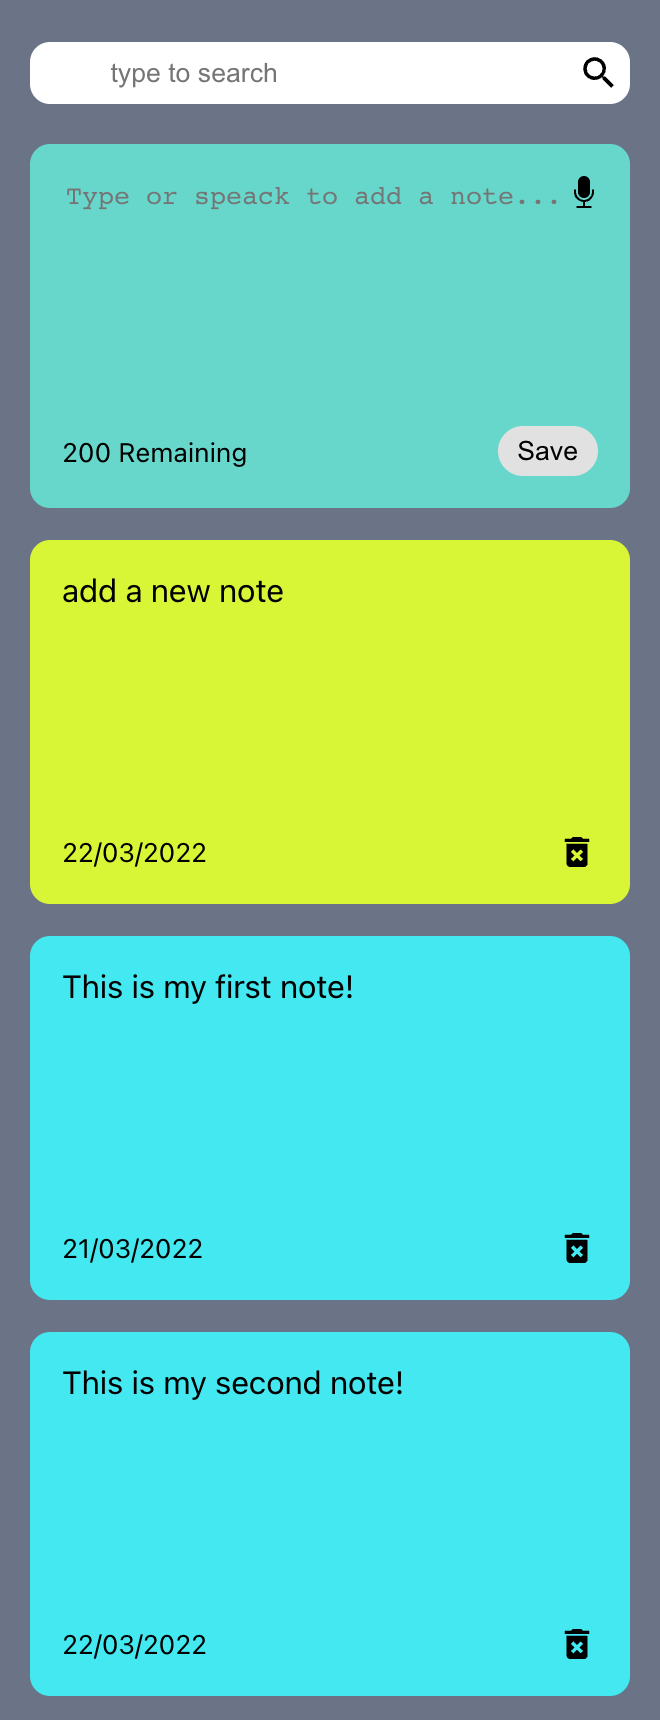 type to search
Type or speack to add a note...
200 Remaining
Save
add a new note
22/03/2022
This is my first note!
21/03/2022
This is my second note!
22/03/2022